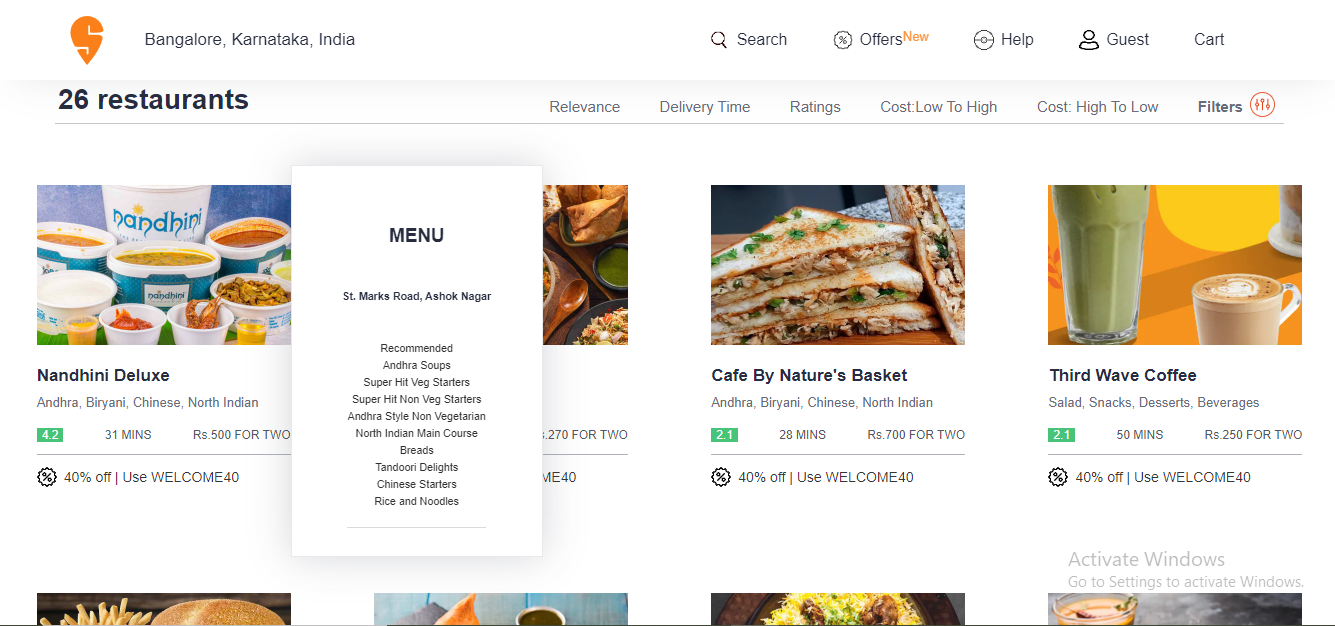 Bangalore, Karnataka, India
Search
Offers New
Help
Guest
Cart
26 restaurants
Relevance
Delivery Time
Ratings
Cost:Low To High
Cost: High To Low
Filters
nandhini
nandhini
MENU
St. Marks Road, Ashok Nagar
Recommended
Andhra Soups
Super Hit Veg Starters
Super Hit Non Veg Starters
Andhra Style Non Vegetarian
North Indian Main Course
Breads
Tandoori Delights
Chinese Starters
Rice and Noodles
Nandhini Deluxe
Andhra, Biryani, Chinese, North Indian
4.2 31 MINS Rs.500 FOR TWO
40% off | Use WELCOME40
.270 FOR TWO
ME40
Cafe By Nature's Basket
Andhra, Biryani, Chinese, North Indian
2.1 28 MINS Rs.700 FOR TWO
40% off | Use WELCOME40
Third Wave Coffee
Salad, Snacks, Desserts, Beverages
2.1 50 MINS Rs.250 FOR TWO
40% off | Use WELCOME40
Activate Windows
Go to Settings to activate Windows.